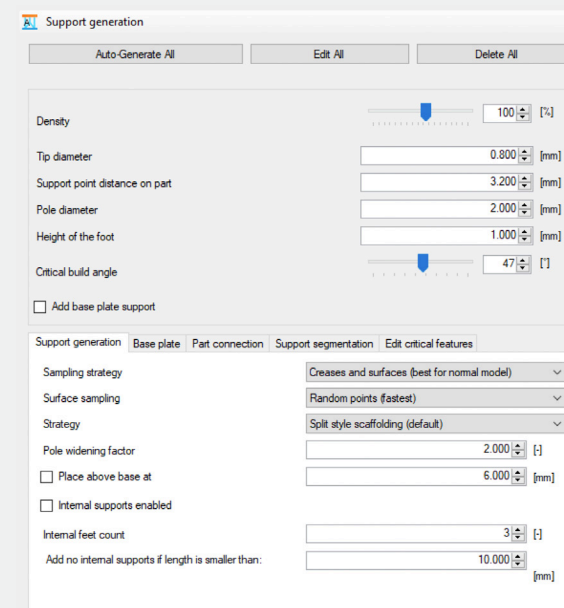 Support generation
Auto-Generate All Edit All Delete All
Density 100 [%]
Tip diameter 0.800 [mm]
Support point distance on part 3.200 [mm]
Pole diameter 2.000 [mm]
Height of the foot 1.000 [mm]
Critical build angle 47 [°]
Add base plate support
Support generation Base plate Part connection Support segmentation Edit critical features
Sampling strategy Creases and surfaces (best for normal model)
Surface sampling Random points (fastest)
Strategy Split style scaffolding (default)
Pole widening factor 2.000 [-]
Place above base at 6.000 [mm]
Internal supports enabled
Internal feet count 3 [-]
Add no internal supports if length is smaller than: 10.000
[mm]